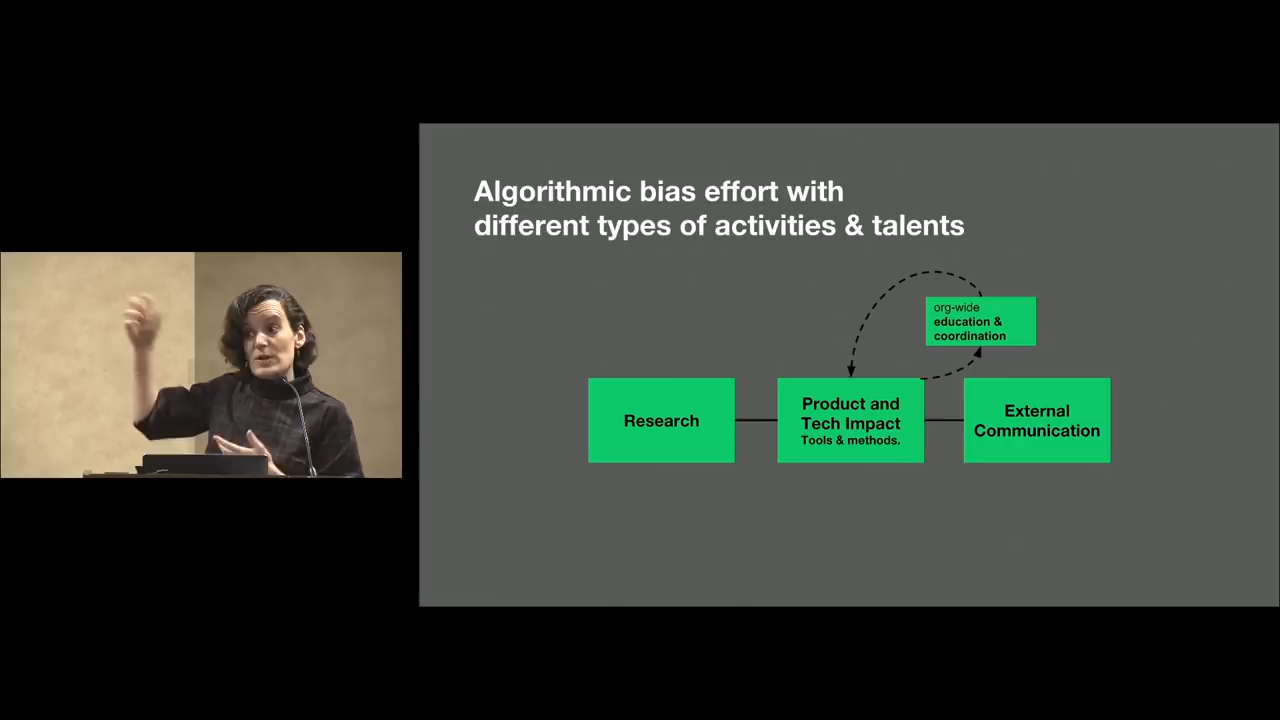 Algorithmic bias effort with
different types of activities & talents
org-wide
education &
coordination
Research
Product and
Tech Impact
Tools & methods.
External
Communication